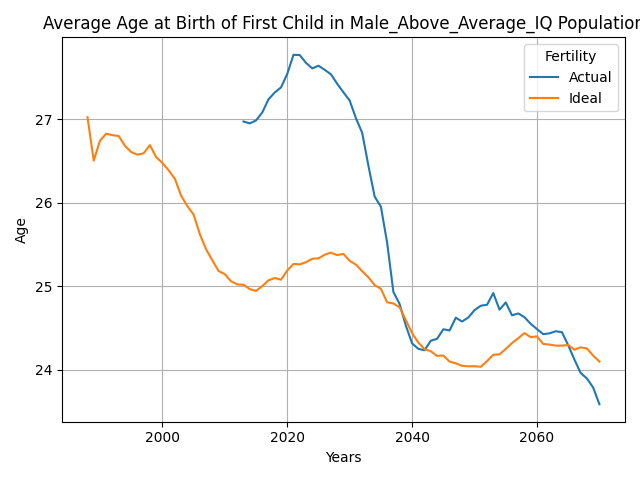 Average Age at Birth of First Child in Male_Above_Average_IQ Population
Fertility
Actual
Ideal
27
26
25
24
Age
2000
2020
2040
2060
Years